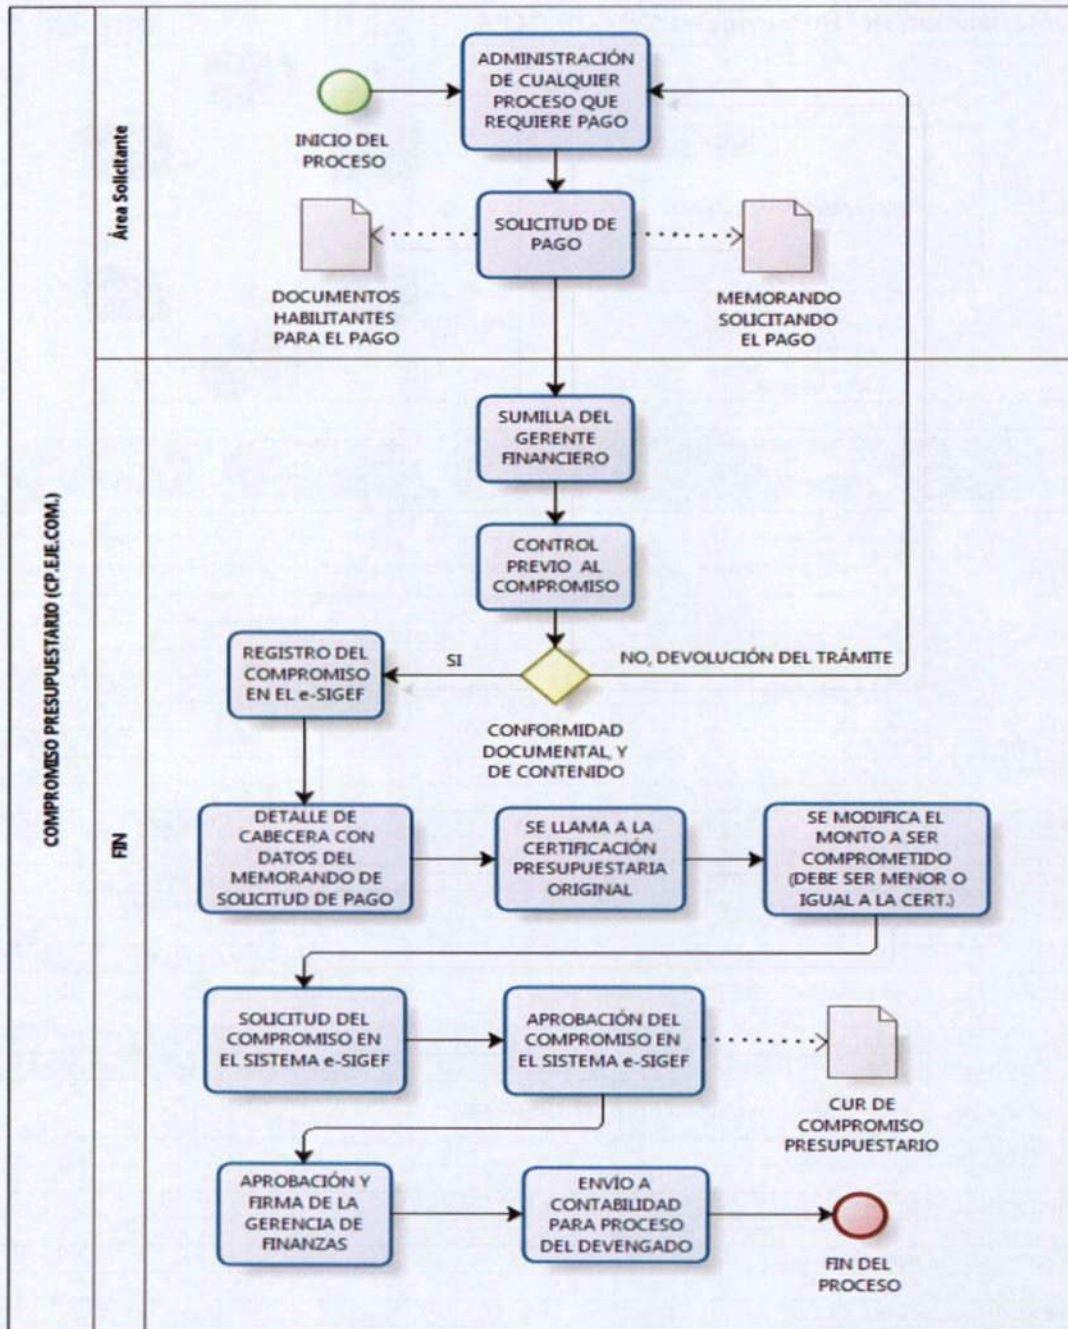 COMPROMISO PRESUPUESTARIO (CP.EJE.COM.)
Área Solicitante
INICIO DEL
PROCESO
ADMINISTRACIÓN
DE CUALQUIER
PROCESO QUE
REQUIERE PAGO
SOLICITUD DE
PAGO
DOCUMENTOS
HABILITANTES
PARA EL PAGO
MEMORANDO
SOLICITANDO
EL PAGO
FIN
SUMILLA DEL
GERENTE
FINANCIERO
CONTROL
PREVIO AL
COMPROMISO
SI
NO, DEVOLUCIÓN DEL TRÁMITE
CONFORMIDAD
DOCUMENTAL, Y
DE CONTENIDO
REGISTRO DEL
COMPROMISO
EN EL e-SIGEF
DETALLE DE
CABECERA CON
DATOS DEL
MEMORANDO DE
SOLICITUD DE PAGO
SE LLAMA A LA
CERTIFICACIÓN
PRESUPUESTARIA
ORIGINAL
SE MODIFICA EL
MONTO A SER
COMPROMETIDO
(DEBE SER MENOR O
IGUAL A LA CERT.)
SOLICITUD DEL
COMPROMISO EN
EL SISTEMA e-SIGEF
APROBACIÓN DEL
COMPROMISO EN
EL SISTEMA e-SIGEF
CUR DE
COMPROMISO
PRESUPUESTARIO
APROBACIÓN Y
FIRMA DE LA
GERENCIA DE
FINANZAS
ENVÍO A
CONTABILIDAD
PARA PROCESO
DEL DEVENGADO
FIN DEL
PROCESO